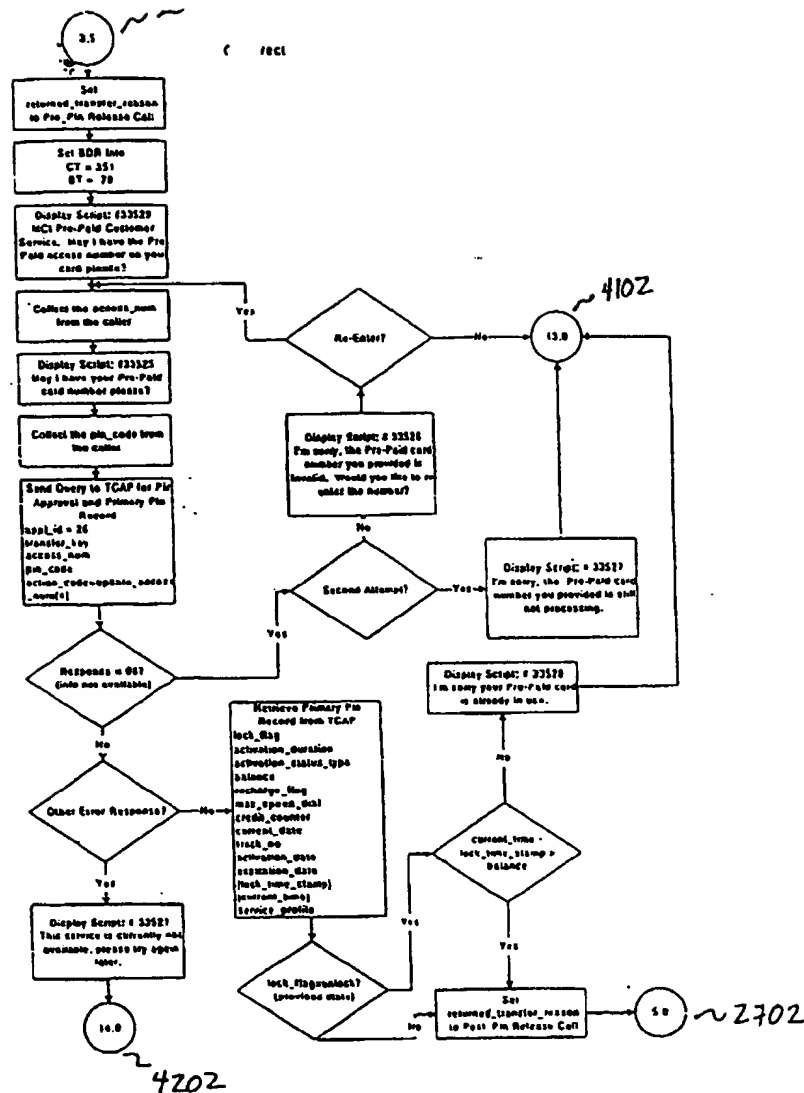 3.5
rect
Set
returned_transfer_reason
to Pre_Pin Release Call
Set BDR Info
CT = 351
BT = 79
Display Script: #33529
MCI Pre-Paid Customer
Service. May I have the Pre
Paid access number on you
card please?
Collect the access_num
from the caller
Display Script: #33525
May I have your Pre-Paid
card number please?
Collect the pin_code from
the caller
Send Query to TCAP for Pin
Approval and Primary Pin
Record
appl_id = 26
transfer_key
access_num
pin_code
Response =
(info not available)
Yes
No
Other Error Response?
No
Yes
This service is currently not
available, please try again
later.
14.0
4202
Re-Enter?
Yes
No
13.0
4102
Display Script: # 33526
I'm sorry, the Pre-Paid card
number you provided is
invalid. Would you like to re
enter the number?
No
Second Attempt?
Yes
Display Script: # 33527
I'm sorry, the Pre-Paid card
number you provided is still
not processing.
Display Script: # 33528
I'm sorry your Pre-Paid card
is already in use.
No
Retrieve Primary Pin
Record from TCAP
lock_flag
activation_duration
activation_status_type
balance
recharge_flag
max_speed_dial
credit_counter
current_date
activation_date
expiration_date
[lock_time_stamp]
[current_time]
service_profile
current_time -
lock_time_stamp >
balance
Yes
Yes
(previous state)
No
Set
returned_transfer_reason
to Post_Pin Release Call
5.0
2702